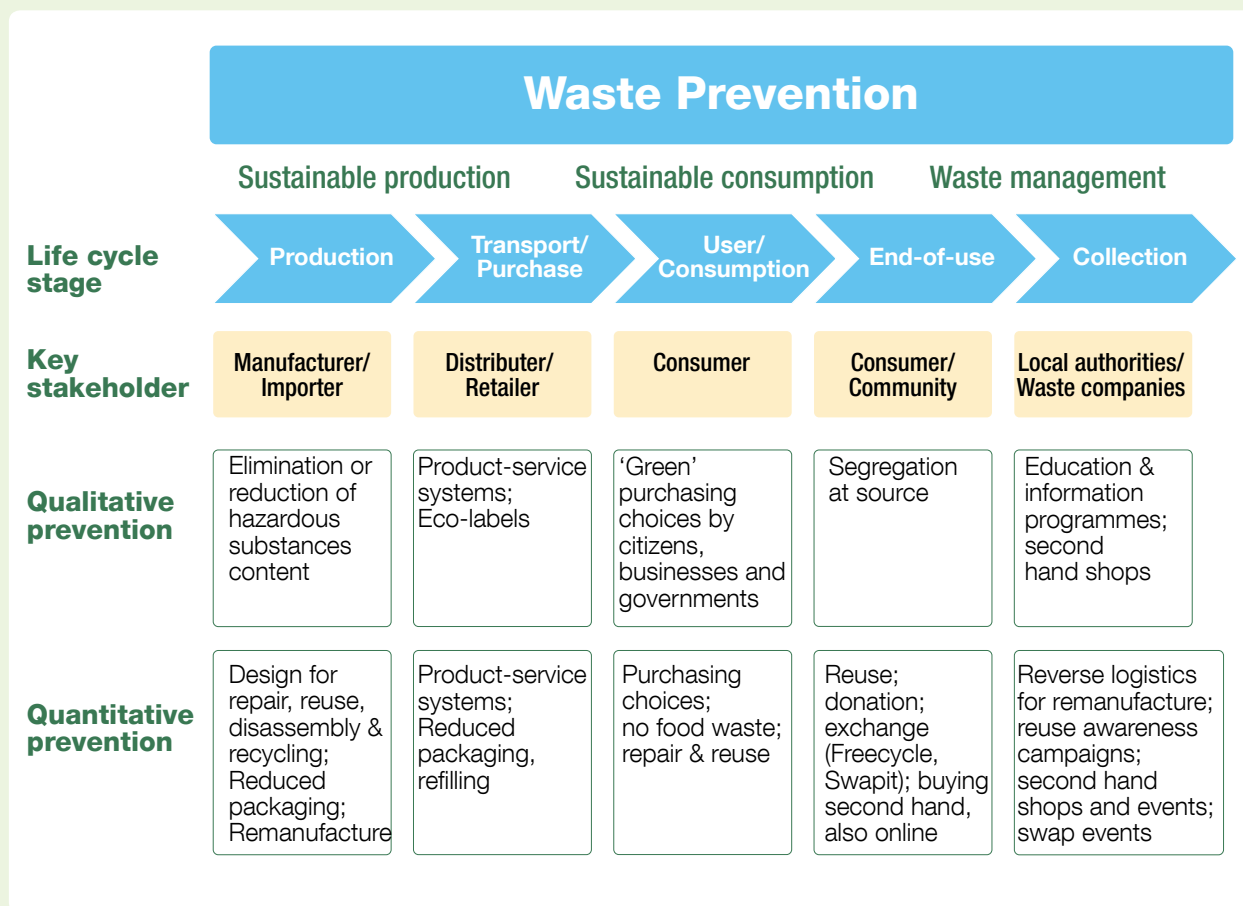 Waste Prevention
Sustainable production
Sustainable consumption
Waste management
Life cycle
stage
Production
Transport/
Purchase
User/
Consumption
End-of-use
Collection
Key
stakeholder
Manufacturer/
Importer
Distributer/
Retailer
Consumer
Consumer/
Community
Local authorities/
Waste companies
Qualitative
prevention
Elimination or
reduction of
hazardous
substances
content
Product-service
systems;
Eco-labels
‘Green’
purchasing
choices by
citizens,
businesses and
governments
Segregation
at source
Education &
information
programmes;
second
hand shops
Quantitative
prevention
Design for
repair, reuse,
disassembly &
recycling;
Reduced
packaging;
Remanufacture
Product-service
systems;
Reduced
packaging,
refilling
Purchasing
choices;
no food waste;
repair & reuse
Reuse;
donation;
exchange
(Freecycle,
Swapit); buying
second hand,
also online
Reverse logistics
for remanufacture;
reuse awareness
campaigns;
second hand
shops and events;
swap events